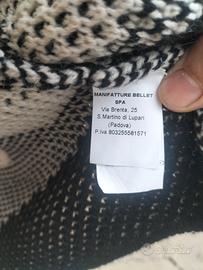 MANIFATTURE BELLET
SPA
Via Brenta, 25
S.Martino di Lupari
(Padova)
P.Iva 803255581571